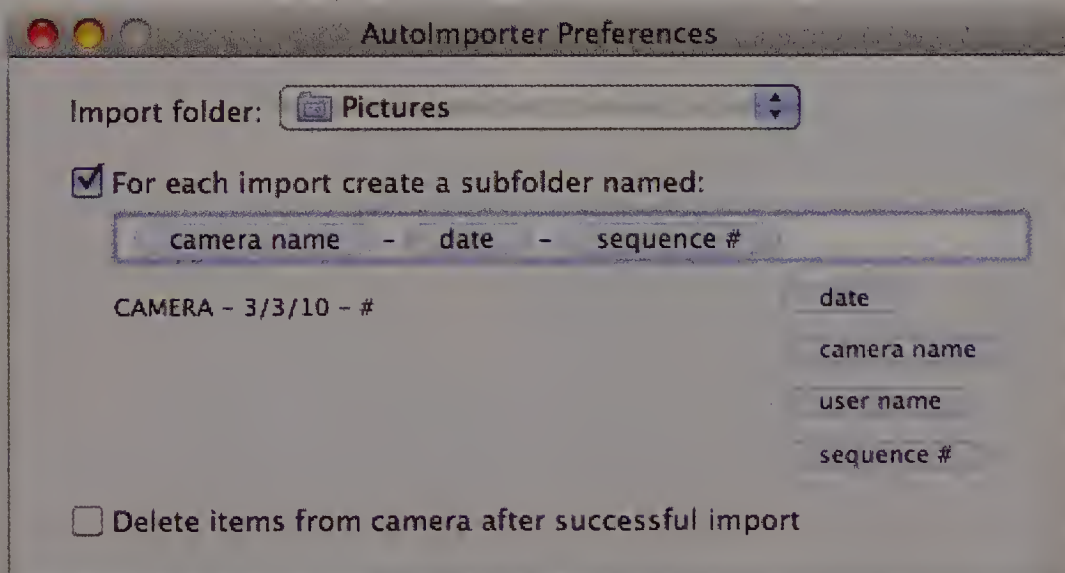 AutoImporter Preferences
Import folder: Pictures
For each import create a subfolder named:
camera name - date - sequence #
CAMERA - 3/3/10 - #
date
camera name
user name
sequence #
Delete items from camera after successful import